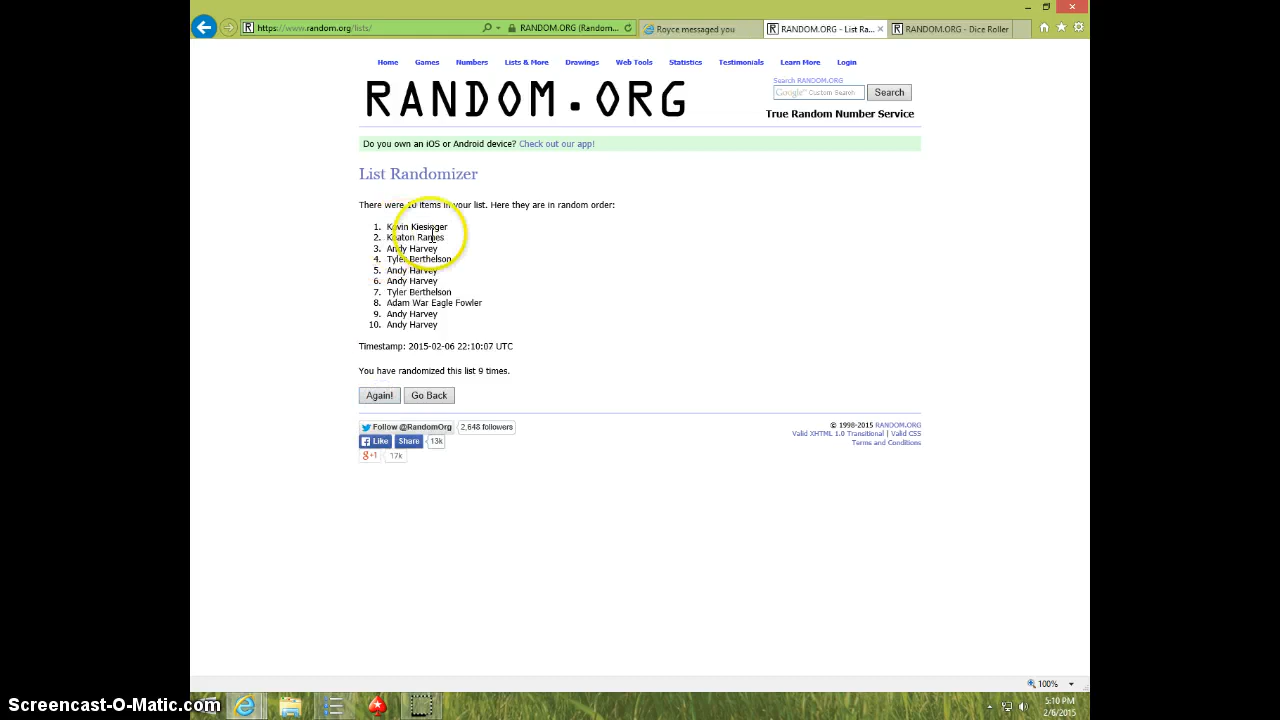 https://www.random.org/lists/
RANDOM.ORG (Random...
Royce messaged you
RANDOM.ORG - List Ra...
RANDOM.ORG - Dice Roller
Home Games Numbers Lists & More Drawings Web Tools Statistics Testimonials Learn More Login
RANDOM.ORG
Search RANDOM.ORG
Google™ Custom Search
Search
True Random Number Service
Do you own an iOS or Android device? Check out our app!
List Randomizer
There were 10 items in your list. Here they are in random order:
1. Kevin Kiesinger
2. Keaton Rames
3. Andy Harvey
4. Tyler Berthelson
5. Andy Harvey
6. Andy Harvey
7. Tyler Berthelson
8. Adam War Eagle Fowler
9. Andy Harvey
10. Andy Harvey
Timestamp: 2015-02-06 22:10:07 UTC
You have randomized this list 9 times.
Again! Go Back
Follow @RandomOrg 2,648 followers
Like Share 13k
g+1 17k
© 1998-2015 RANDOM.ORG
Valid XHTML 1.0 Transitional | Valid CSS
Terms and Conditions
100%
5:10 PM
2/6/2015
Screencast-O-Matic.com